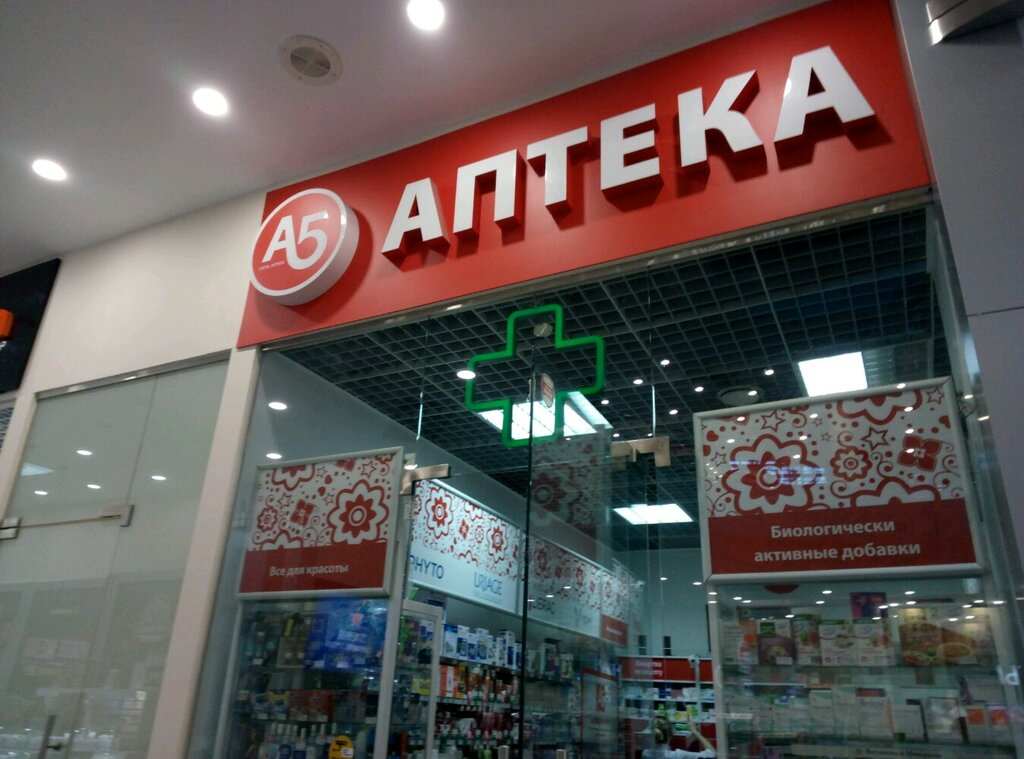 А5
АПТЕКА
Биологически
активные добавки
Все для красоты
PHYTO
URIAGE